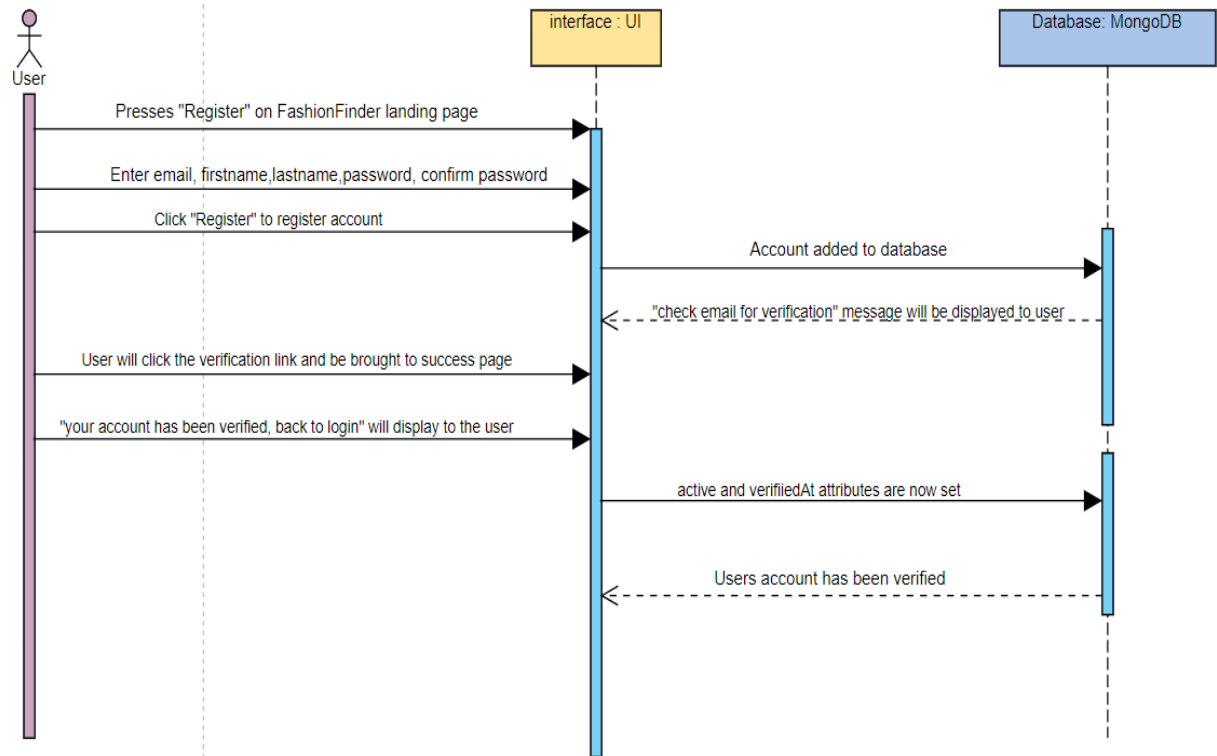 interface : UI
Database: MongoDB
User
Presses "Register" on FashionFinder landing page
Enter email, firstname,lastname,password, confirm password
Click "Register" to register account
Account added to database
"check email for verification" message will be displayed to user
User will click the verification link and be brought to success page
"your account has been verified, back to login" will display to the user
active and verifiiedAt attributes are now set
Users account has been verified